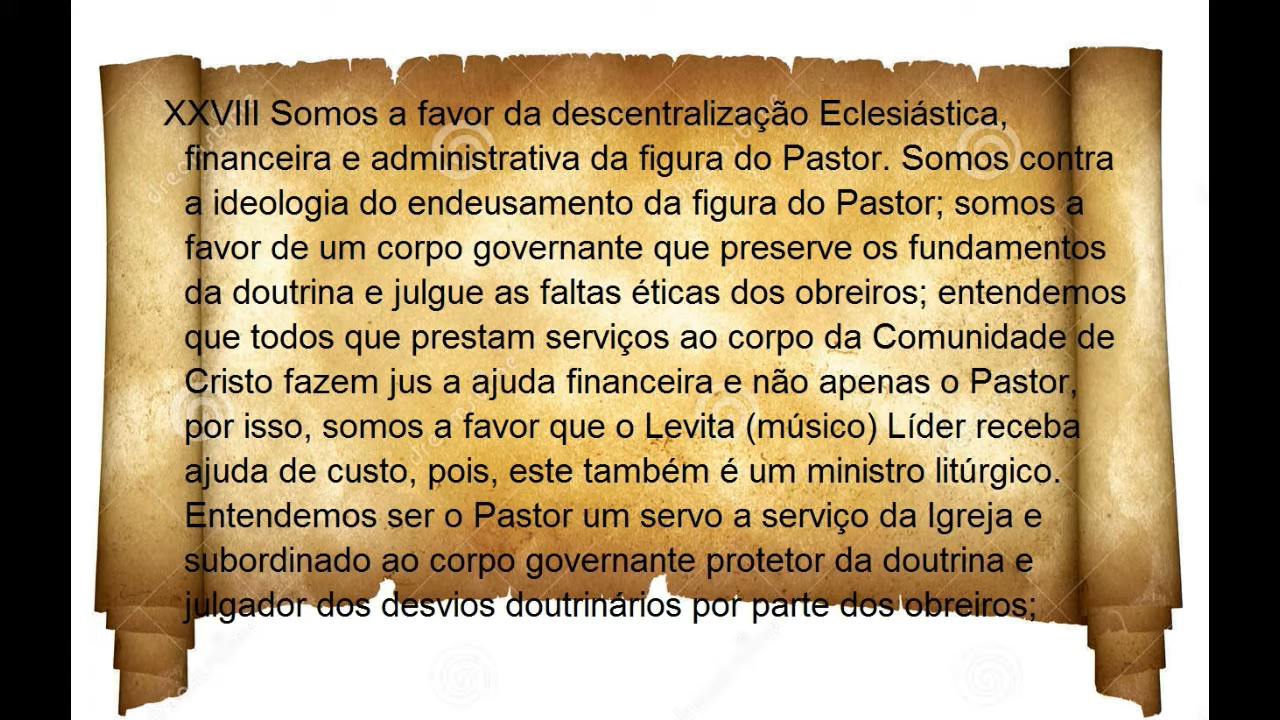 XXVIII Somos a favor da descentralização Eclesiástica,
financeira e administrativa da figura do Pastor. Somos contra
a ideologia do endeusamento da figura do Pastor; somos a
favor de um corpo governante que preserve os fundamentos
da doutrina e julgue as faltas éticas dos obreiros; entendemos
que todos que prestam serviços ao corpo da Comunidade de
Cristo fazem jus a ajuda financeira e não apenas o Pastor,
por isso, somos a favor que o Levita (músico) Líder receba
ajuda de custo, pois, este também é um ministro litúrgico.
Entendemos ser o Pastor um servo a serviço da Igreja e
subordinado ao corpo governante protetor da doutrina e
julgador dos desvios doutrinários por parte dos obreiros;